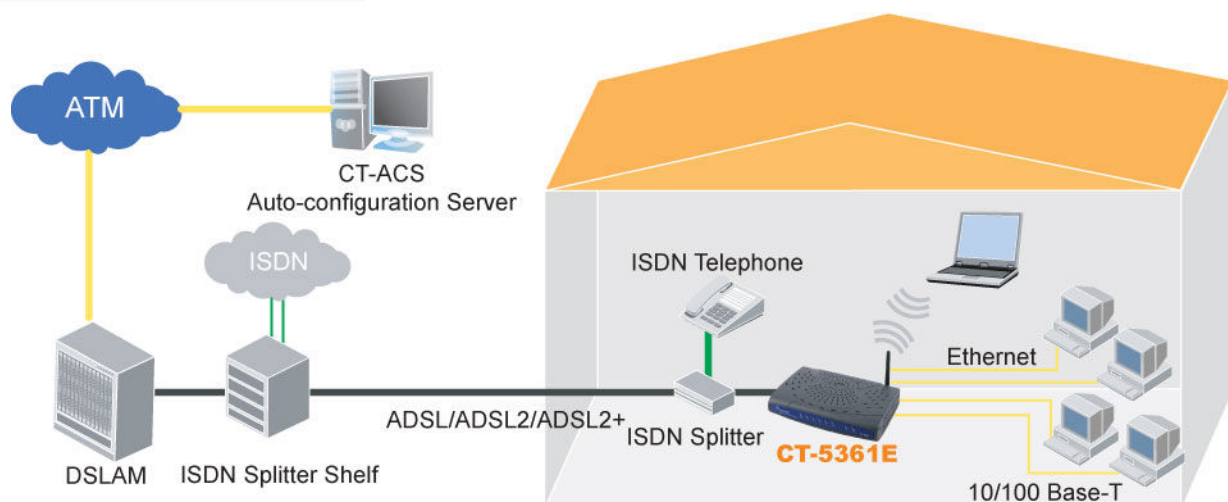 ATM
CT-ACS
Auto-configuration Server
ISDN
ISDN Telephone
Ethernet
ADSL/ADSL2/ADSL2+
ISDN Splitter
CT-5361E
DSLAM
ISDN Splitter Shelf
10/100 Base-T